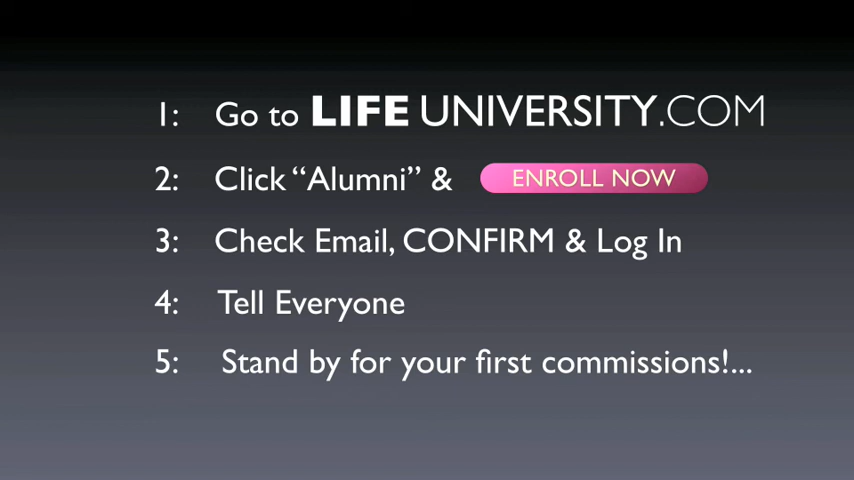 1: Go to LIFE UNIVERSITY.COM
2: Click “Alumni” & ENROLL NOW
3: Check Email, CONFIRM & Log In
4: Tell Everyone
5: Stand by for your first commissions!...